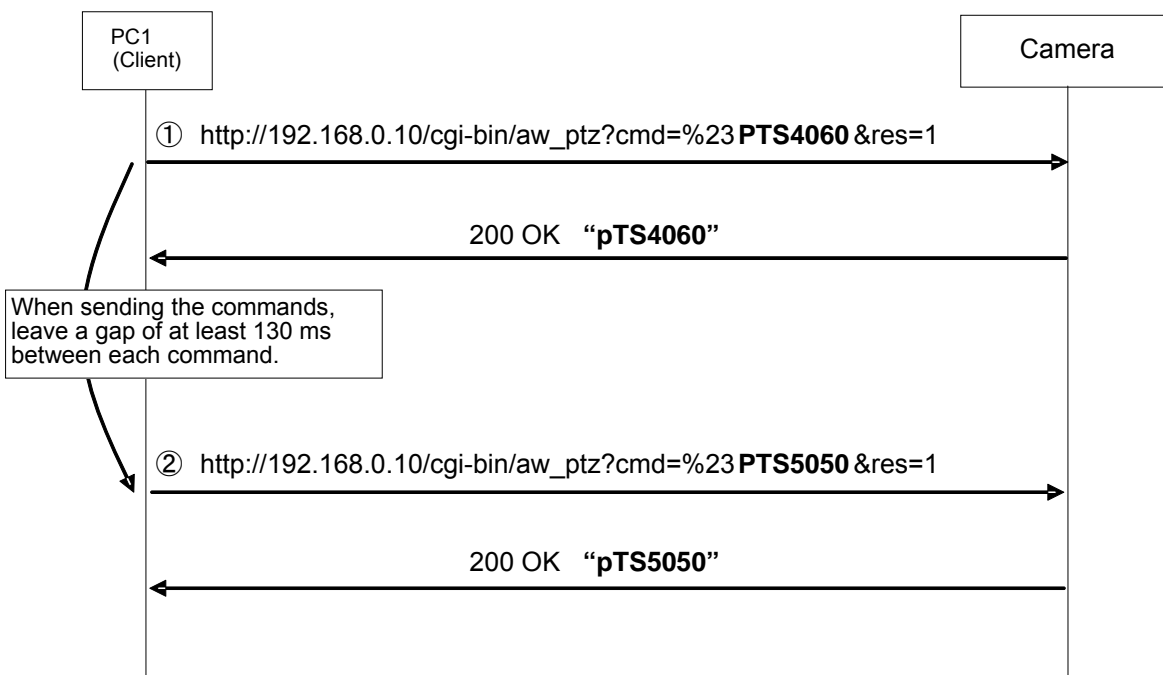 PC1
(Client)
Camera
① http://192.168.0.10/cgi-bin/aw_ptz?cmd=%23PTS4060&res=1
200 OK “pTS4060”
When sending the commands,
leave a gap of at least 130 ms
between each command.
② http://192.168.0.10/cgi-bin/aw_ptz?cmd=%23PTS5050&res=1
200 OK “pTS5050”